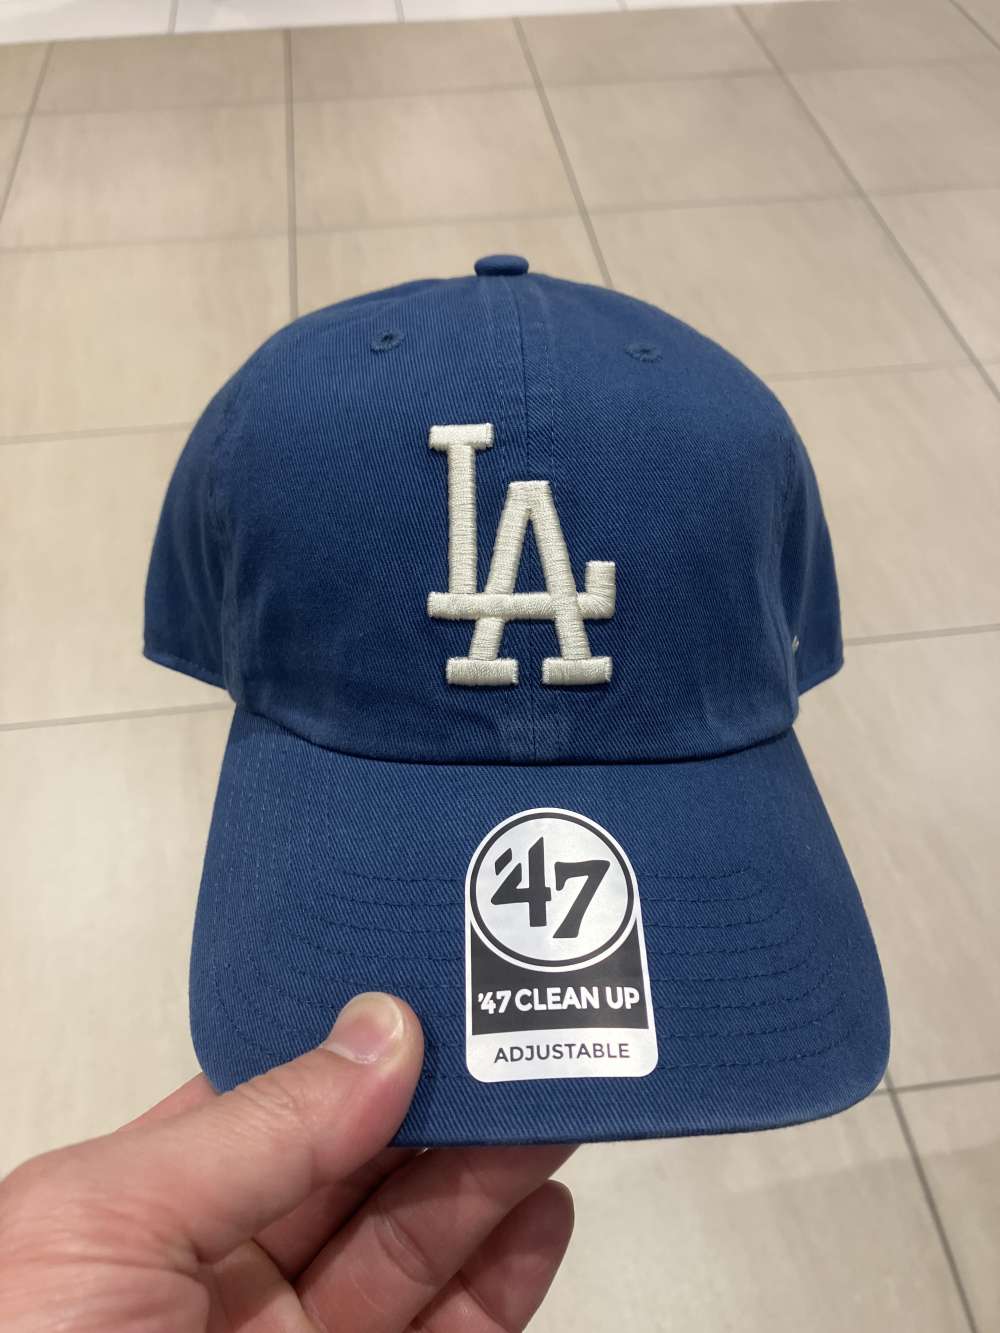 LA
'47
'47 CLEAN UP
ADJUSTABLE